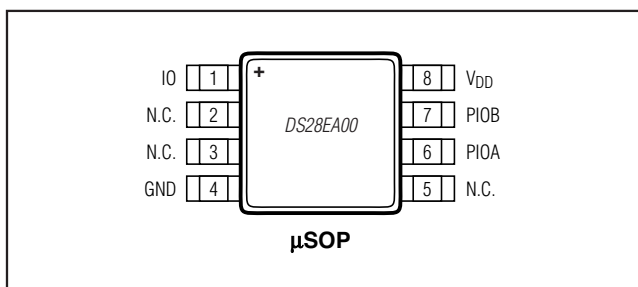 IO 1 + 8 VDD
N.C. 2 DS28EA00 7 PIOB
N.C. 3 6 PIOA
GND 4 5 N.C.
μSOP